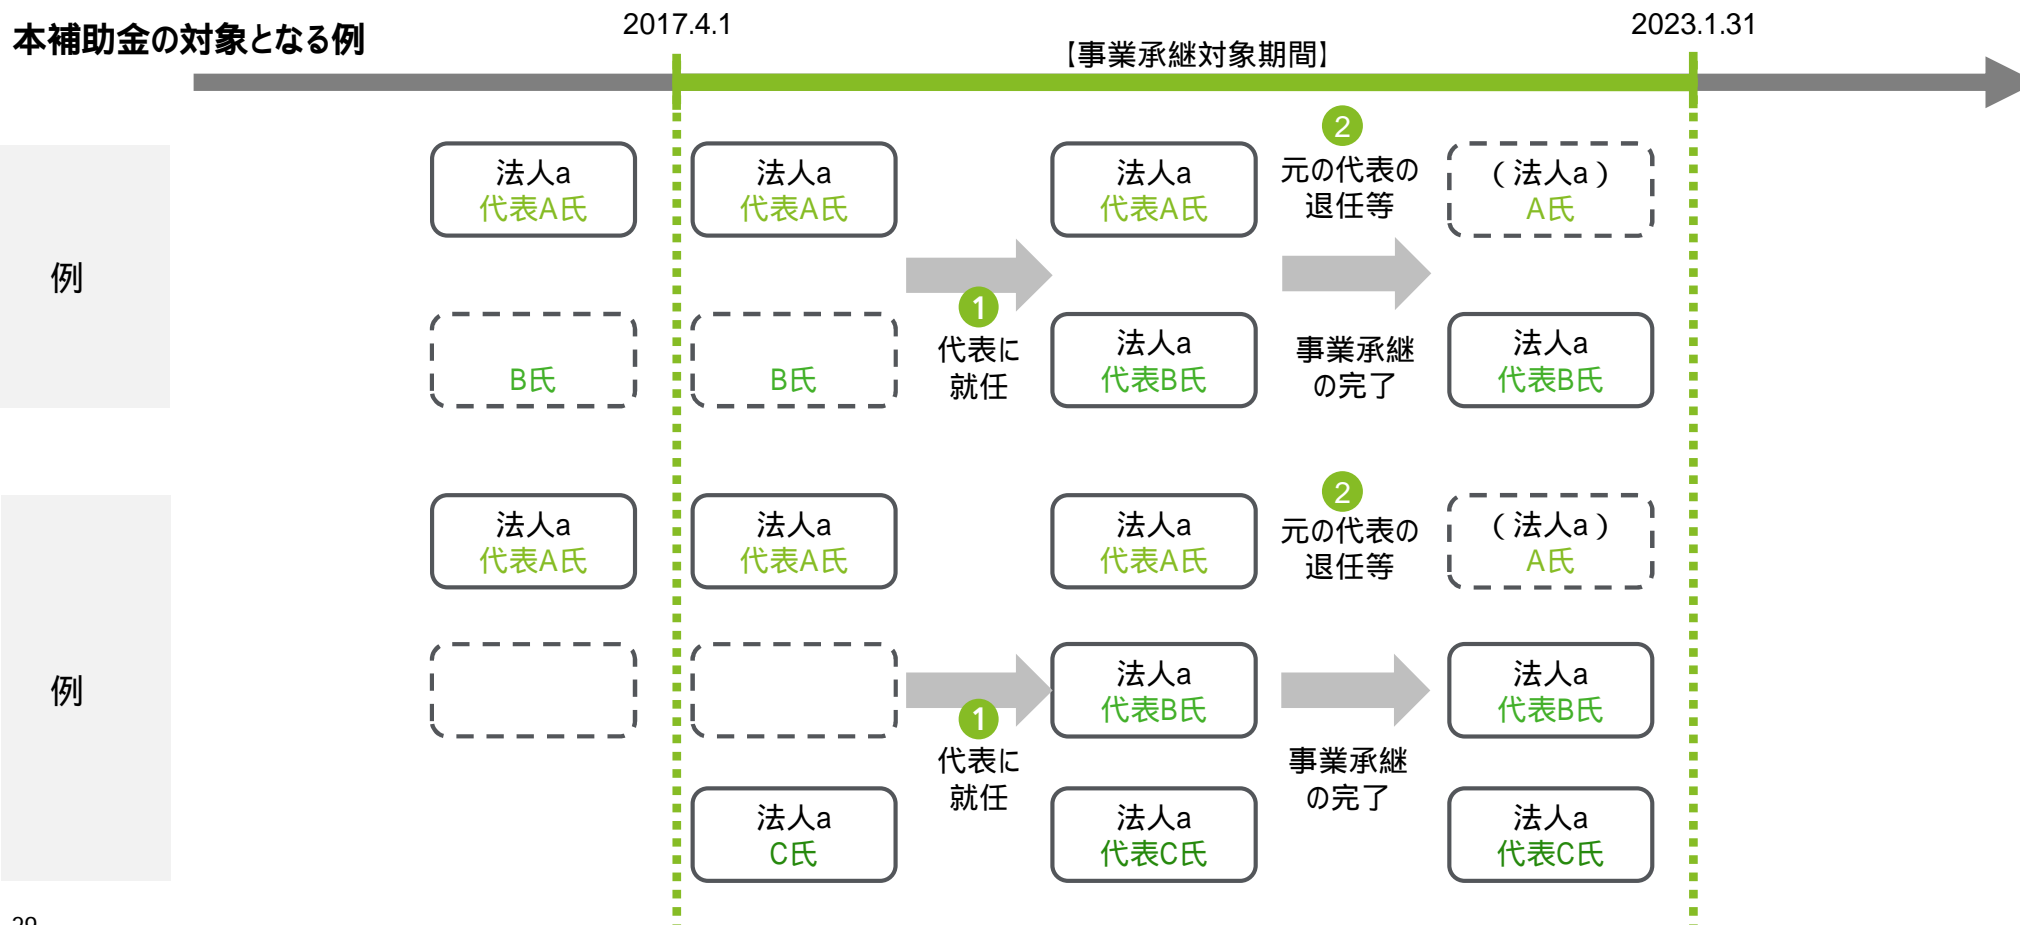 本補助金の対象となる例
2017.4.1
【事業承継対象期間】
2023.1.31
例
法人a
代表A氏
法人a
代表A氏
法人a
代表A氏
2
元の代表の
退任等
（法人a）
A氏
B氏
B氏
1
代表に
就任
法人a
代表B氏
事業承継
の完了
法人a
代表B氏
例
法人a
代表A氏
法人a
代表A氏
法人a
代表A氏
2
元の代表の
退任等
（法人a）
A氏
1
代表に
就任
法人a
代表B氏
事業承継
の完了
法人a
代表B氏
法人a
C氏
法人a
代表C氏
法人a
代表C氏